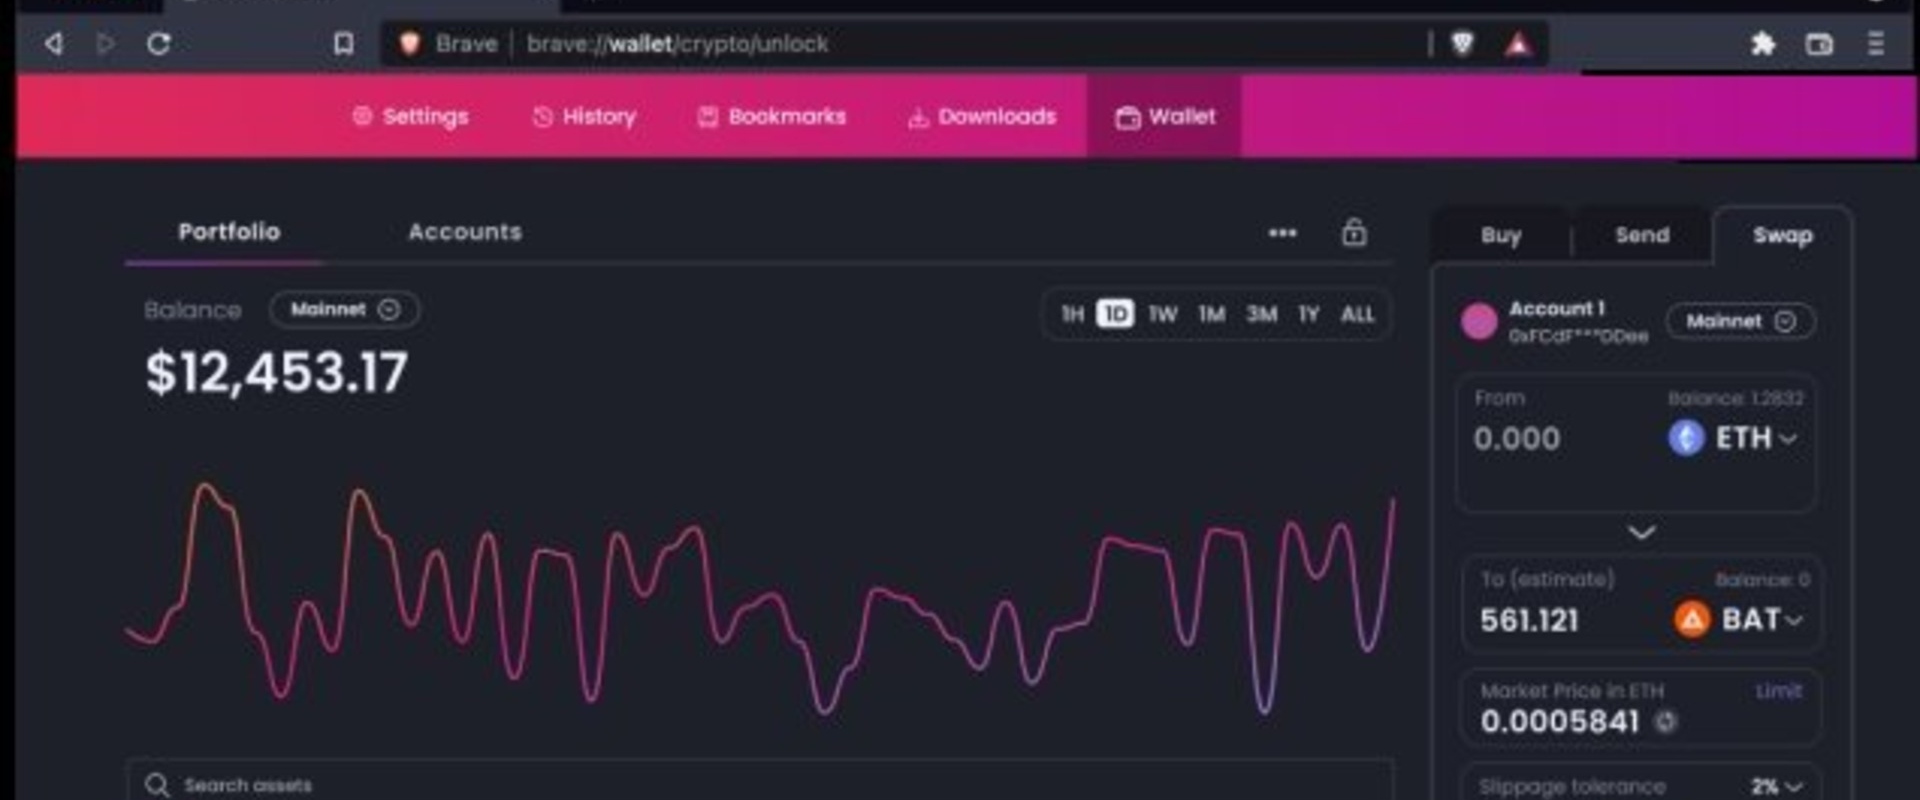 Brave | brave://wallet/crypto/unlock
Settings History Bookmarks Downloads Wallet
Portfolio Accounts
Buy Send Swap
Balance Mainnet
1H 1D 1W 1M 3M 1Y ALL
$12,453.17
Account 1 Mainnet
0xFCdF***DDee
From Balance: 1.2832
0.000 ETH
To (estimate) Balance: 0
561.121 BAT
Market Price in ETH Limit
0.0005841
Search assets
Slippage tolerance 2%